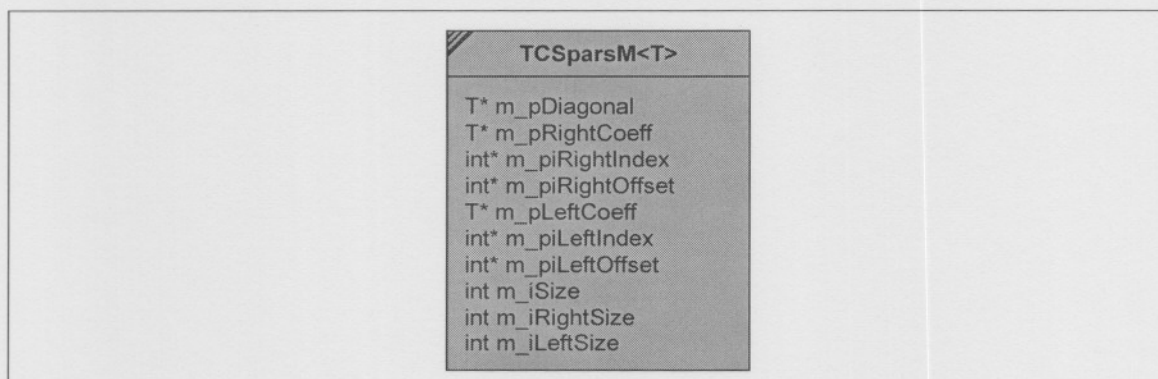 TCSparsM<T>
T* m_pDiagonal
T* m_pRightCoeff
int* m_piRightIndex
int* m_piRightOffset
T* m_pLeftCoeff
int* m_piLeftIndex
int* m_piLeftOffset
int m_iSize
int m_iRightSize
int m_iLeftSize